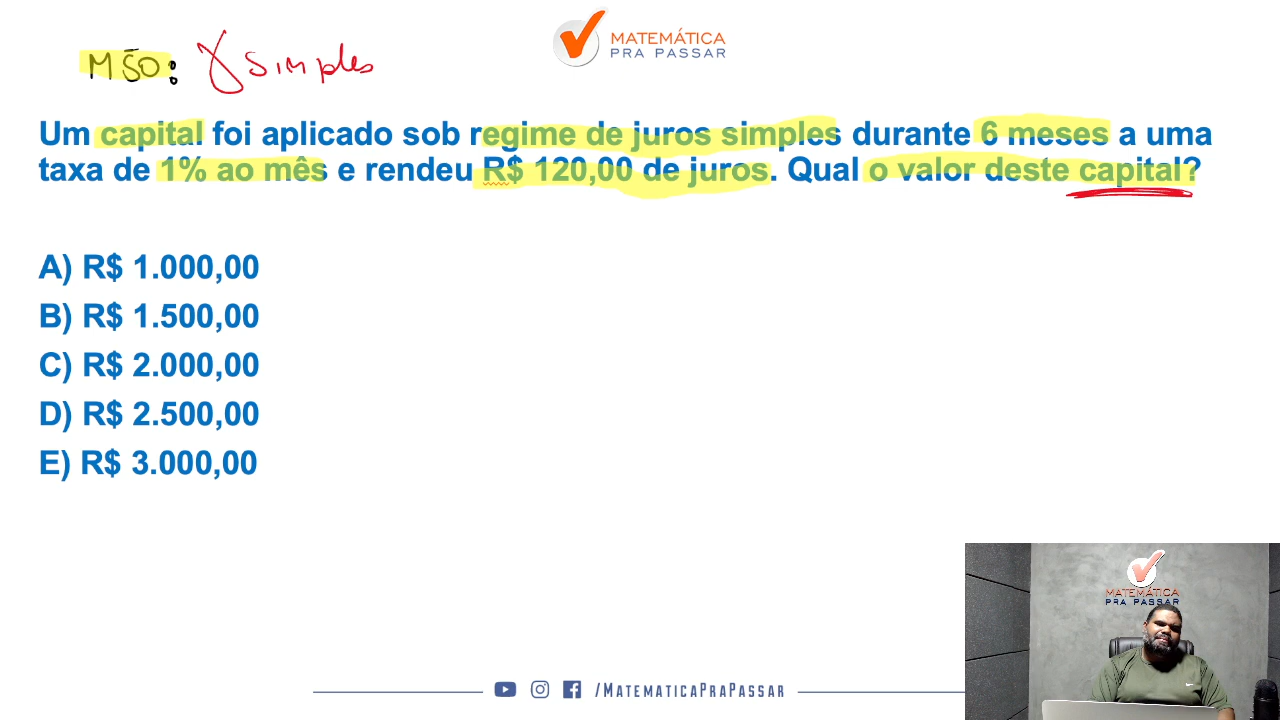 MATEMÁTICA
PRA PASSAR
simples
Um capital foi aplicado sob regime de juros simples durante 6 meses a uma
taxa de 1% ao mês e rendeu R$ 120,00 de juros. Qual o valor deste capital?
A) R$ 1.000,00
B) R$ 1.500,00
C) R$ 2.000,00
D) R$ 2.500,00
E) R$ 3.000,00
MATEMÁTICA
PRA PASSAR
/MATEMATICAPRAPASSAR